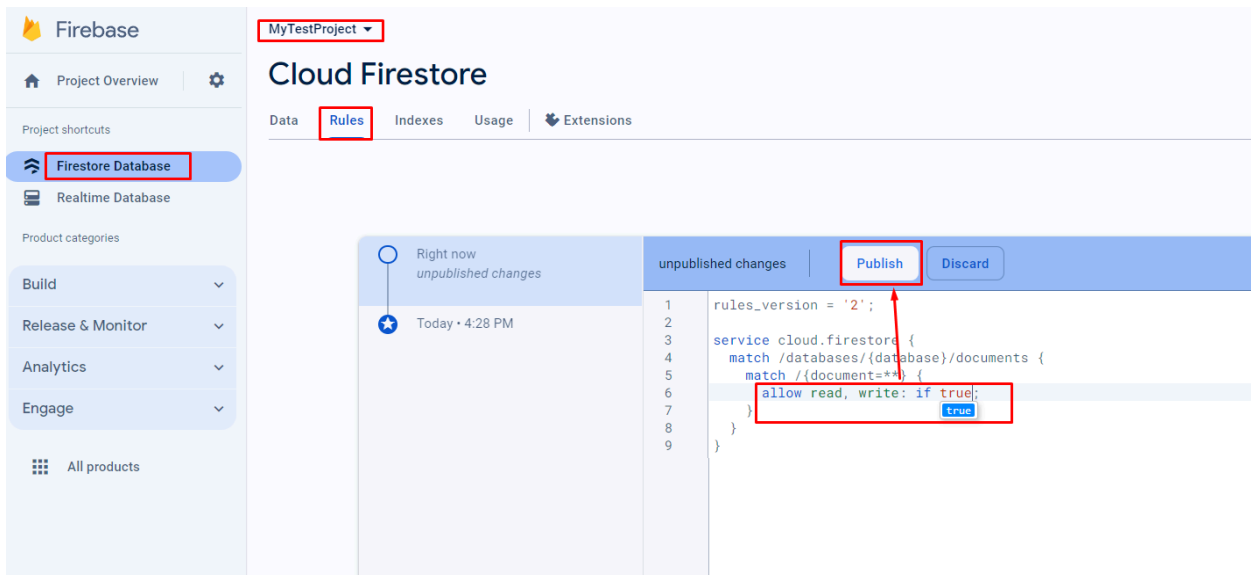 Firebase
MyTestProject
Project Overview
Cloud Firestore
Project shortcuts
Data Rules Indexes Usage Extensions
Firestore Database
Realtime Database
Product categories
Build
Release & Monitor
Analytics
Engage
All products
Right now
unpublished changes
Today • 4:28 PM
unpublished changes Publish Discard
1 rules_version = '2';
2
3 service cloud.firestore {
4 match /databases/{database}/documents {
5 match /{document=**} {
6 allow read, write: if true;
7 }
true
8 }
9 }